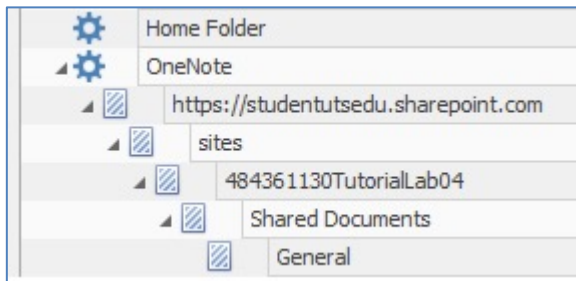 Home Folder
OneNote
https://studentutsedu.sharepoint.com
sites
484361130TutorialLab04
Shared Documents
General